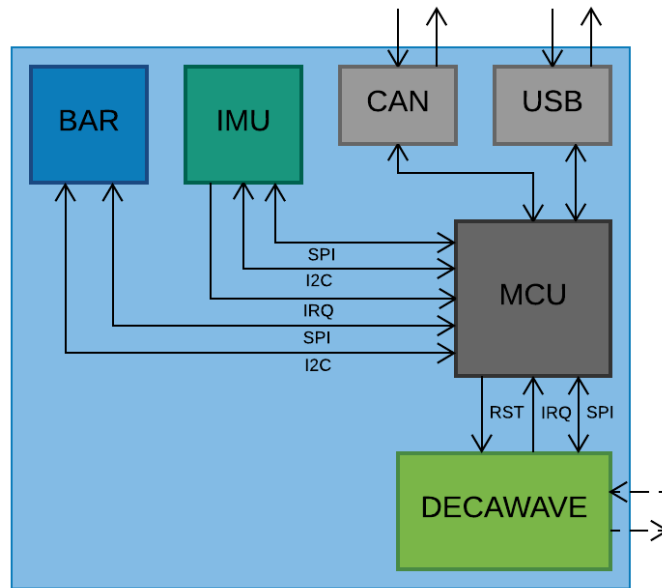 BAR
IMU
CAN
USB
SPI
I2C
IRQ
SPI
I2C
MCU
RST
IRQ
SPI
DECAWAVE